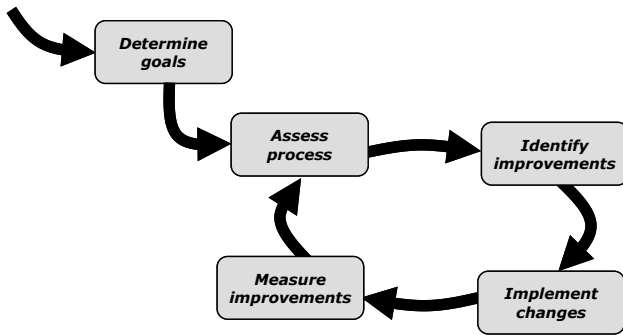 Determine
goals
Assess
process
Identify
improvements
Implement
changes
Measure
improvements